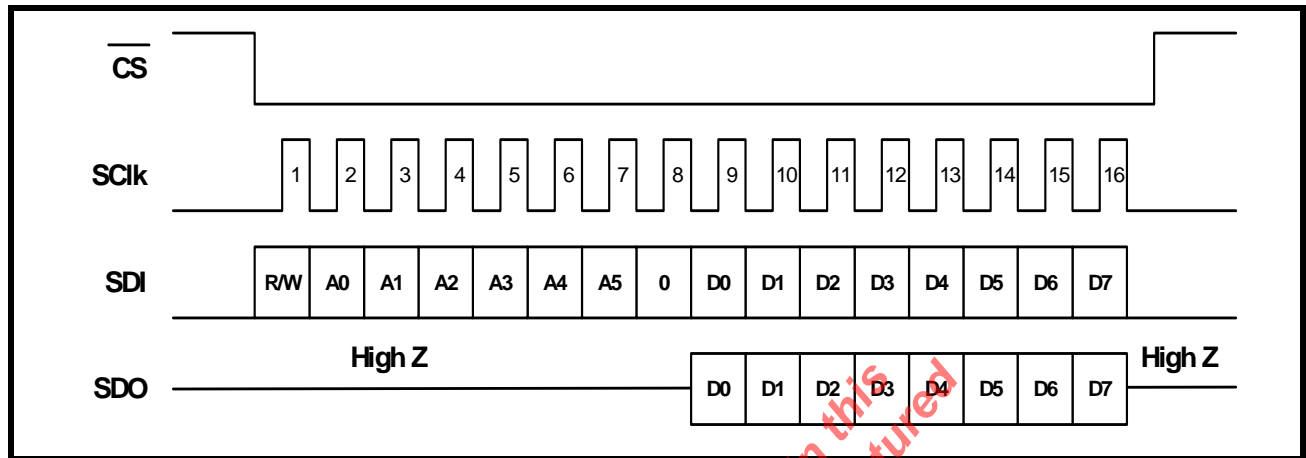 CS
SClk 1 2 3 4 5 6 7 8 9 10 11 12 13 14 15 16
SDI R/W A0 A1 A2 A3 A4 A5 0 D0 D1 D2 D3 D4 D5 D6 D7
High Z High Z
SDO D0 D1 D2 D3 D4 D5 D6 D7
this